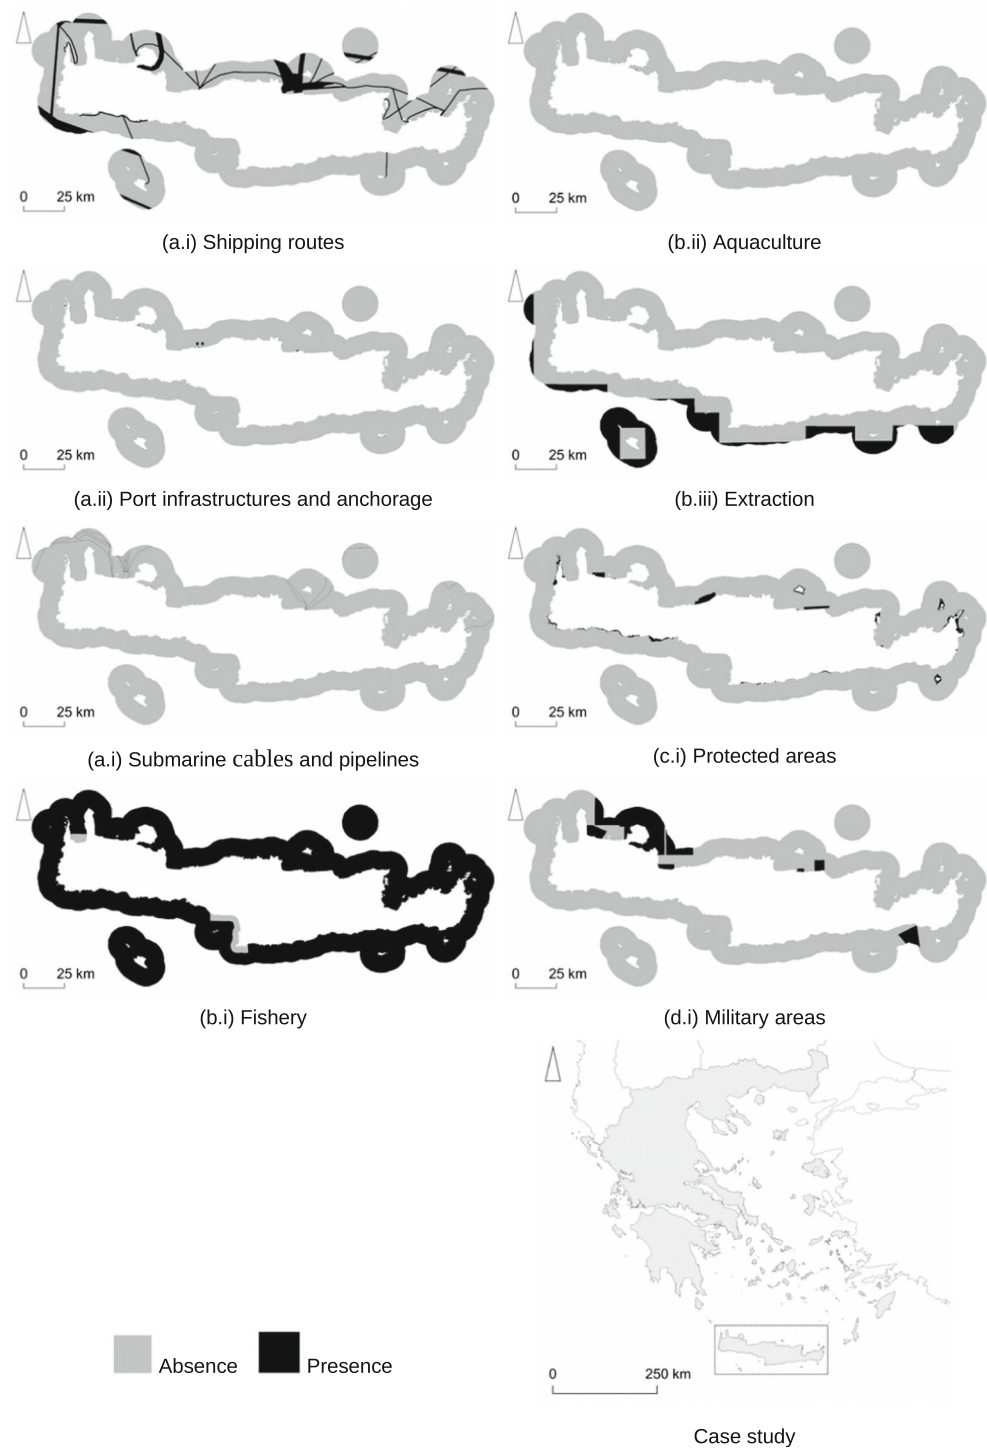 0 25 km
0 25 km
(a.i) Shipping routes
(b.ii) Aquaculture
0 25 km
0 25 km
(a.ii) Port infrastructures and anchorage
(b.iii) Extraction
0 25 km
0 25 km
(a.i) Submarine cables and pipelines
(c.i) Protected areas
0 25 km
0 25 km
(b.i) Fishery
(d.i) Military areas
Absence
Presence
0 250 km
Case study